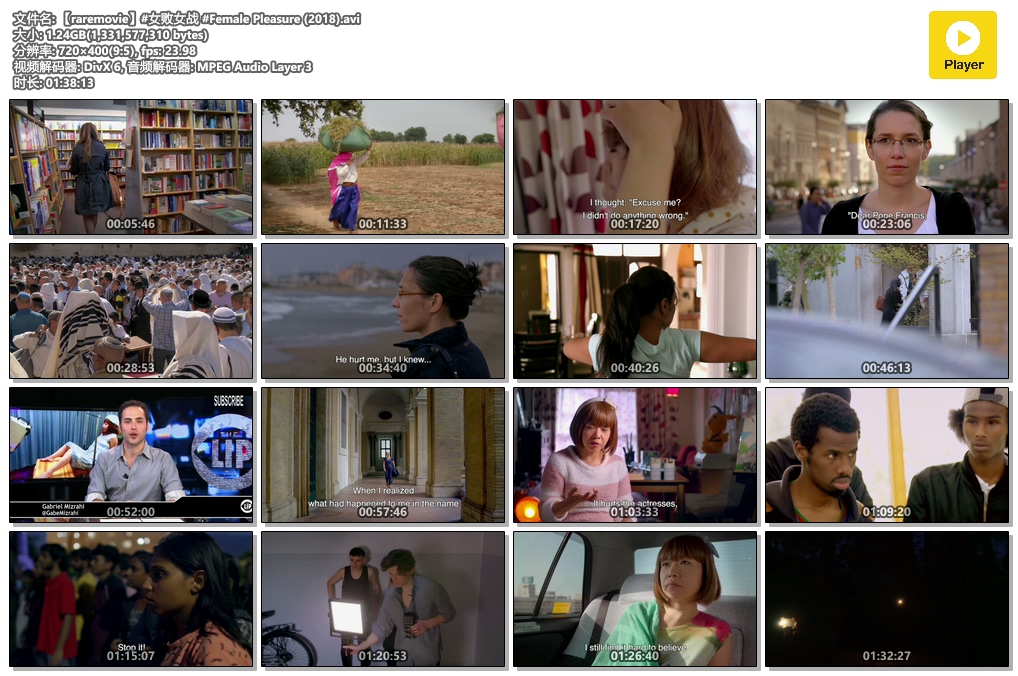 文件名: 【raremovie】#女败女战 #Female Pleasure (2018).avi
大小: 1.24GB(1,331,577,310 bytes)
分辨率: 720×400(9:5), fps: 23.98
视频解码器: DivX 6, 音频解码器: MPEG Audio Layer 3
时长: 01:38:13
Player
00:05:46
00:11:33
I thought: "Excuse me?
I didn't do anything wrong."
00:17:20
"Dear Pope Francis,
00:23:06
00:28:53
He hurt me, but I knew...
00:34:40
00:40:26
00:46:13
SUBSCRIBE
THE
LIP
Gabriel Mizrahi
@GabeMizrahi
LIP
00:52:00
When I realized
what had happened to me in the name
00:57:46
It hurts the actresses,
01:03:33
01:09:20
Stop it!
01:15:07
01:20:53
I still find it hard to believe
01:26:40
01:32:27